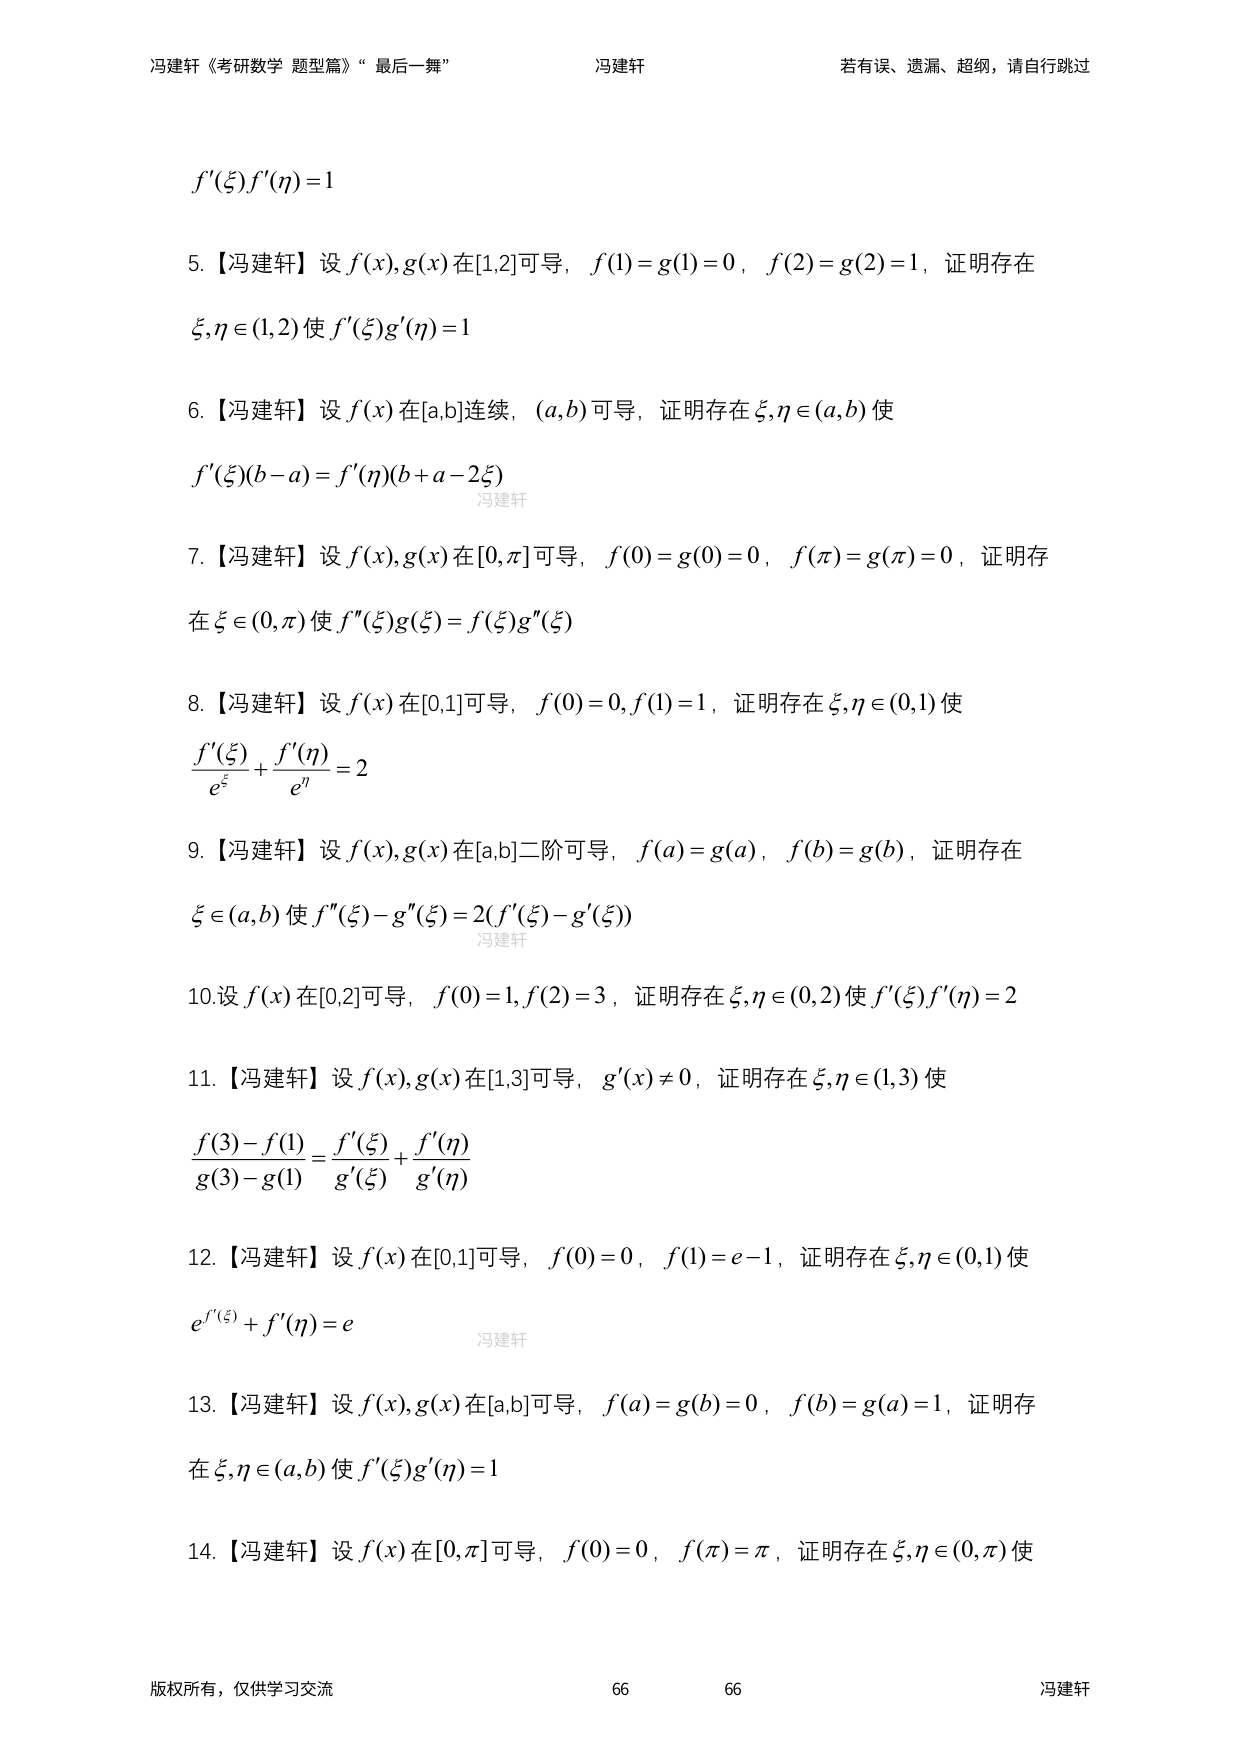 冯建轩《考研数学 题型篇》“ 最后一舞” 冯建轩 若有误、遗漏、超纲，请自行跳过
f′(ξ)f′(η)=1
5.【冯建轩】设 f(x),g(x) 在[1,2]可导， f(1)=g(1)=0， f(2)=g(2)=1，证明存在
ξ,η∈(1,2) 使 f′(ξ)g′(η)=1
6.【冯建轩】设 f(x) 在[a,b]连续， (a,b) 可导，证明存在 ξ,η∈(a,b) 使
f′(ξ)(b−a)=f′(η)(b+a−2ξ)
冯建轩
7.【冯建轩】设 f(x),g(x) 在[0,π]可导， f(0)=g(0)=0， f(π)=g(π)=0，证明存
在 ξ∈(0,π) 使 f″(ξ)g(ξ)=f(ξ)g″(ξ)
8.【冯建轩】设 f(x) 在[0,1]可导， f(0)=0,f(1)=1，证明存在 ξ,η∈(0,1) 使
f′(ξ)/e^ξ + f′(η)/e^η = 2
9.【冯建轩】设 f(x),g(x) 在[a,b]二阶可导， f(a)=g(a)， f(b)=g(b)，证明存在
ξ∈(a,b) 使 f″(ξ)−g″(ξ)=2(f′(ξ)−g′(ξ))
冯建轩
10.设 f(x) 在[0,2]可导， f(0)=1,f(2)=3，证明存在 ξ,η∈(0,2) 使 f′(ξ)f′(η)=2
11.【冯建轩】设 f(x),g(x) 在[1,3]可导， g′(x)≠0，证明存在 ξ,η∈(1,3) 使
(f(3)−f(1))/(g(3)−g(1)) = f′(ξ)/g′(ξ) + f′(η)/g′(η)
12.【冯建轩】设 f(x) 在[0,1]可导， f(0)=0， f(1)=e−1，证明存在 ξ,η∈(0,1) 使
e^{f′(ξ)}+f′(η)=e
冯建轩
13.【冯建轩】设 f(x),g(x) 在[a,b]可导， f(a)=g(b)=0， f(b)=g(a)=1，证明存
在 ξ,η∈(a,b) 使 f′(ξ)g′(η)=1
14.【冯建轩】设 f(x) 在[0,π]可导， f(0)=0， f(π)=π，证明存在 ξ,η∈(0,π) 使
版权所有，仅供学习交流 66 66 冯建轩